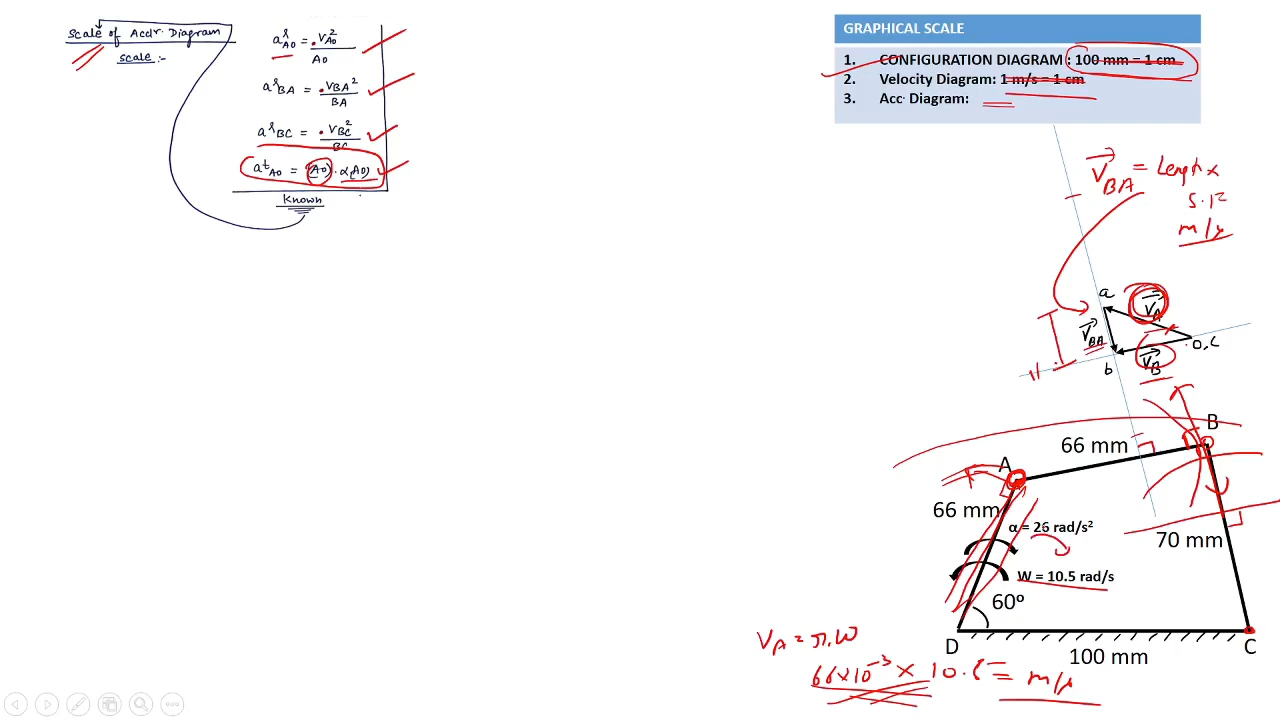 Scale of Accⁿ. Diagram
Scale :-
aʳAO = VAO² / AO
aʳBA = VBA² / BA
aʳBC = VBC² / BC
atAO = (AO) · α(AO)
Known
GRAPHICAL SCALE
1. CONFIGURATION DIAGRAM : 100 mm = 1 cm
2. Velocity Diagram: 1 m/s = 1 cm
3. Acc· Diagram:
VBA = Length x
S.F
m/s
a
VA
VBA
O,C
b
VB
B
66 mm
A
66 mm
α = 26 rad/s²
70 mm
W = 10.5 rad/s
60º
VA = r.ω
D
C
100 mm
66x10⁻³ x 10.5 = m/s